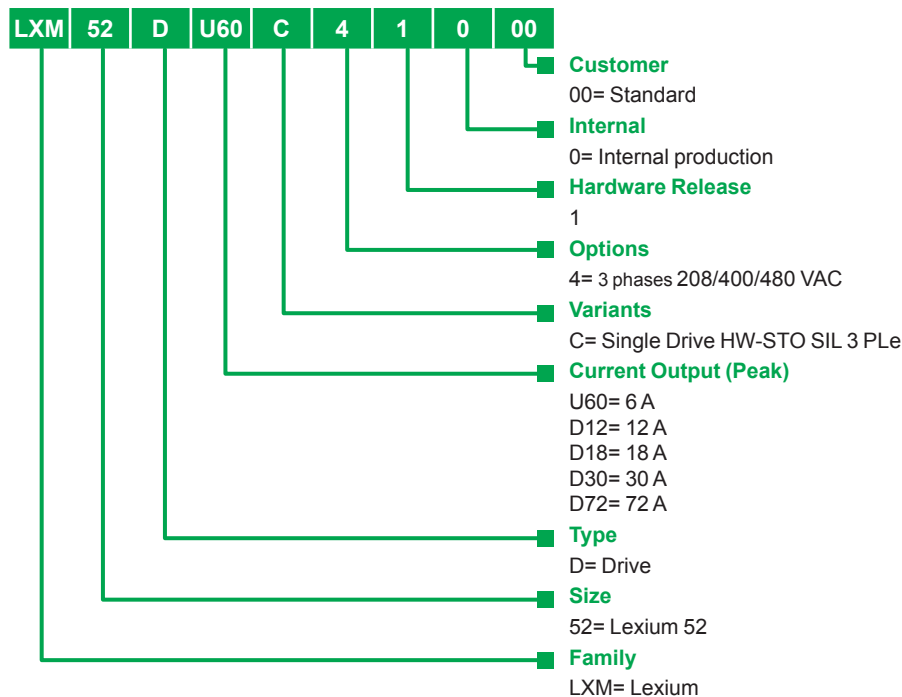 LXM 52 D U60 C 4 1 0 00
Customer
00= Standard
Internal
0= Internal production
Hardware Release
1
Options
4= 3 phases 208/400/480 VAC
Variants
C= Single Drive HW-STO SIL 3 PLe
Current Output (Peak)
U60= 6 A
D12= 12 A
D18= 18 A
D30= 30 A
D72= 72 A
Type
D= Drive
Size
52= Lexium 52
Family
LXM= Lexium